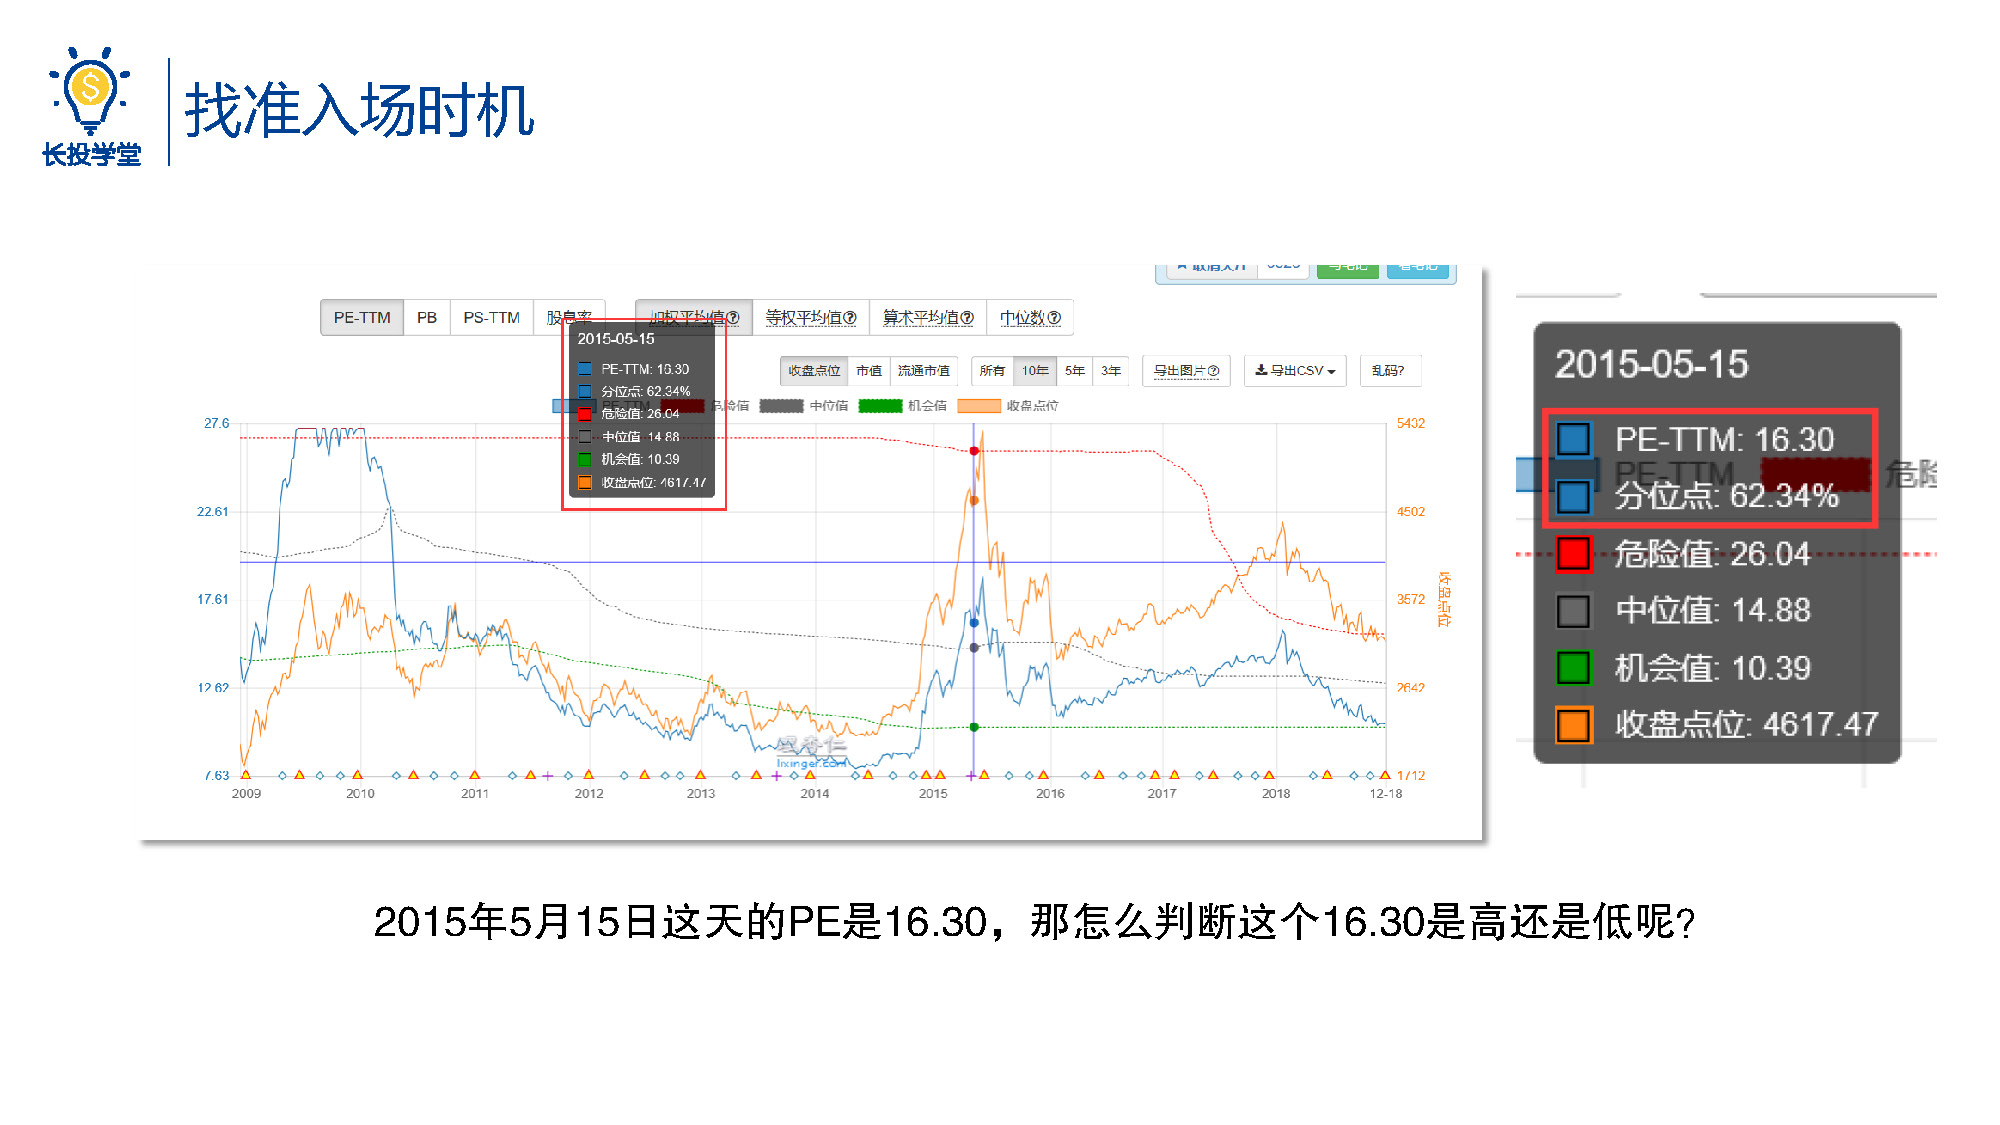 长投学堂
找准入场时机
PE-TTM PB PS-TTM 股息率 加权平均值 等权平均值 算术平均值 中位数
收盘点位 市值 流通市值 所有 10年 5年 3年 导出图片 导出CSV 乱码?
PE-TTM 危险值 中位值 机会值 收盘点位
2015-05-15
PE-TTM: 16.30
分位点: 62.34%
危险值: 26.04
中位值: 14.88
机会值: 10.39
收盘点位: 4617.47
27.6
22.61
17.61
12.62
7.63
5432
4502
3572
2642
1712
收盘点位
lixinger.com
2009 2010 2011 2012 2013 2014 2015 2016 2017 2018 12-18
2015-05-15
PE-TTM: 16.30
PE-TTM
分位点: 62.34%
危险值: 26.04
中位值: 14.88
机会值: 10.39
收盘点位: 4617.47
2015年5月15日这天的PE是16.30，那怎么判断这个16.30是高还是低呢?